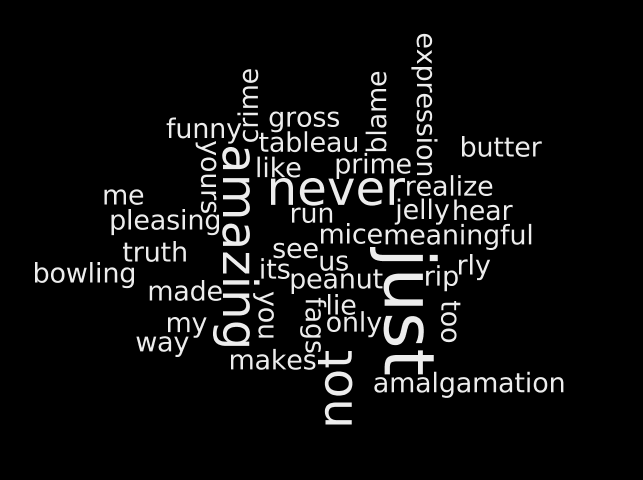 expression
crime
blame
gross
funny
tableau
butter
yours
like
prime
amazing
never
realize
me
run
jelly
hear
pleasing
mice
meaningful
truth
see
us
just
bowling
its
peanut
rip
rly
made
you
fags
lie
too
my
only
way
makes
not
amalgamation